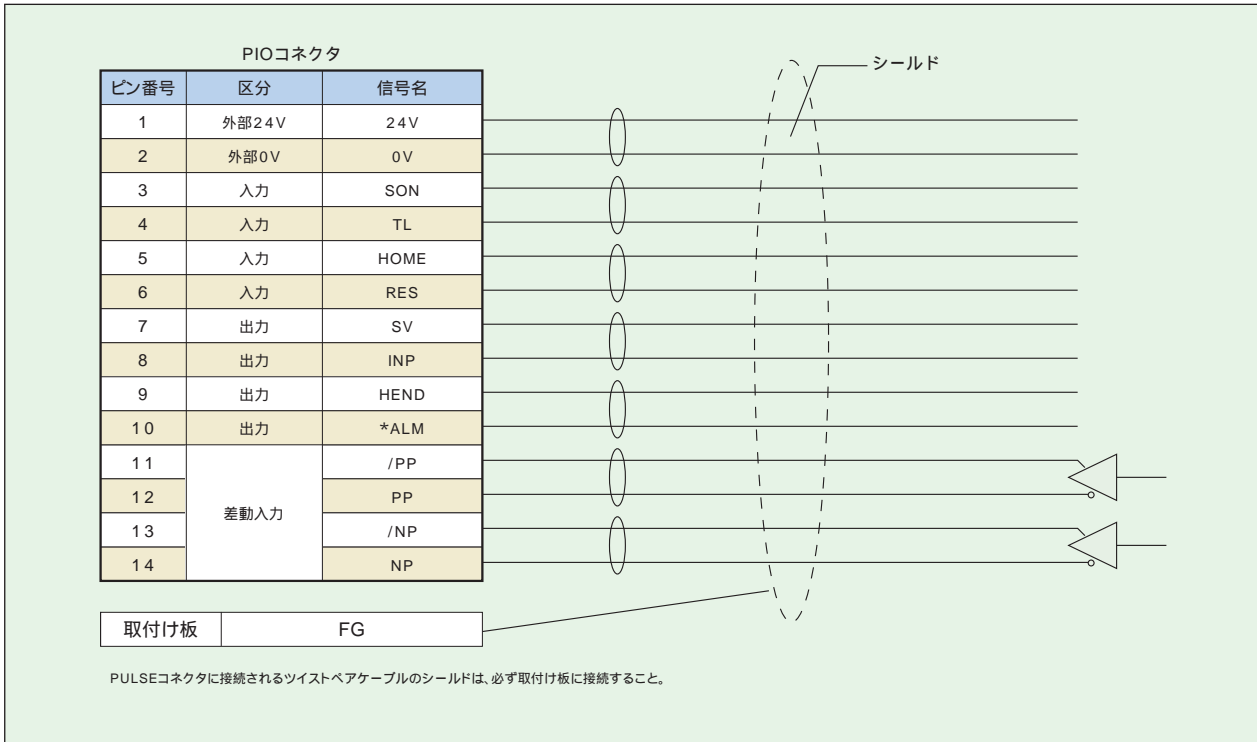 PIOコネクタ
シールド
ピン番号 区分 信号名
1 外部24V 24V
2 外部0V 0V
3 入力 SON
4 入力 TL
5 入力 HOME
6 入力 RES
7 出力 SV
8 出力 INP
9 出力 HEND
10 出力 *ALM
11 差動入力 /PP
12 PP
13 /NP
14 NP
取付け板 FG
PULSEコネクタに接続されるツイストペアケーブルのシールドは、必ず取付け板に接続すること。